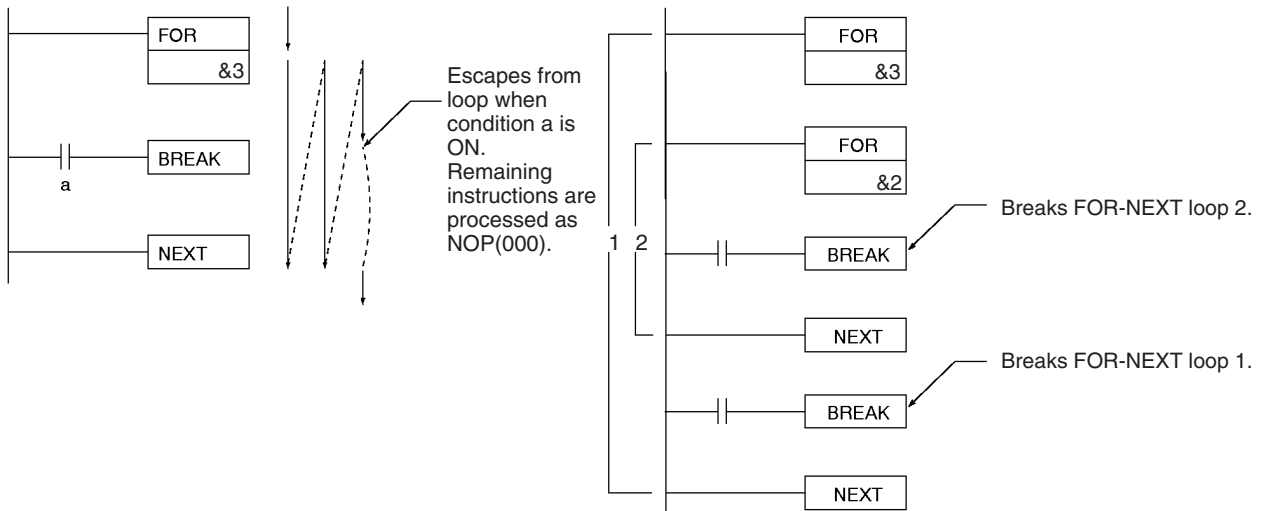 FOR
&3
BREAK
a
NEXT
Escapes from
loop when
condition a is
ON.
Remaining
instructions are
processed as
NOP(000).
1 2
FOR
&3
FOR
&2
BREAK
Breaks FOR-NEXT loop 2.
NEXT
BREAK
Breaks FOR-NEXT loop 1.
NEXT